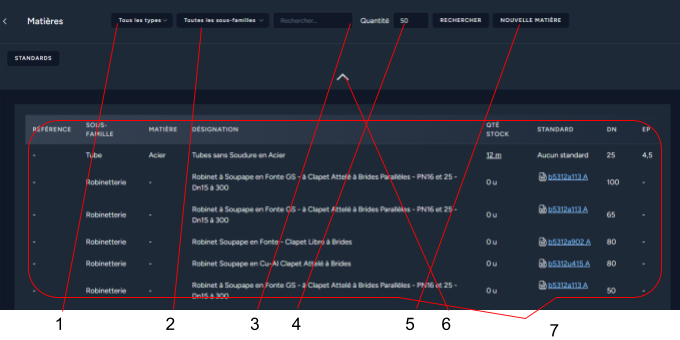 Matières Tous les types Toutes les sous-familles Rechercher... Quantité 50 RECHERCHER NOUVELLE MATIÈRE
STANDARDS
RÉFÉRENCE SOUS-FAMILLE MATIÈRE DÉSIGNATION QTÉ STOCK STANDARD DN EP
- Tube Acier Tubes sans Soudure en Acier 12 m Aucun standard 25 4,5
- Robinetterie - Robinet à Soupape en Fonte GS - à Clapet Attelé à Brides Parallèles - PN16 et 25 - 0 u b5312a113 A 100 -
Dn15 à 300
- Robinetterie - Robinet à Soupape en Fonte GS - à Clapet Attelé à Brides Parallèles - PN16 et 25 - 0 u b5312a113 A 65 -
Dn15 à 300
- Robinetterie - Robinet Soupape en Fonte - Clapet Libre à Brides 0 u b5312a902 A 80 -
- Robinetterie - Robinet Soupape en Cu-Al Clapet Attelé à Brides 0 u b5312u415 A 80 -
- Robinetterie - Robinet à Soupape en Fonte GS - à Clapet Attelé à Brides Parallèles - PN16 et 25 - 0 u b5312a113 A 50 -
Dn15 à 300
1 2 3 4 5 6 7